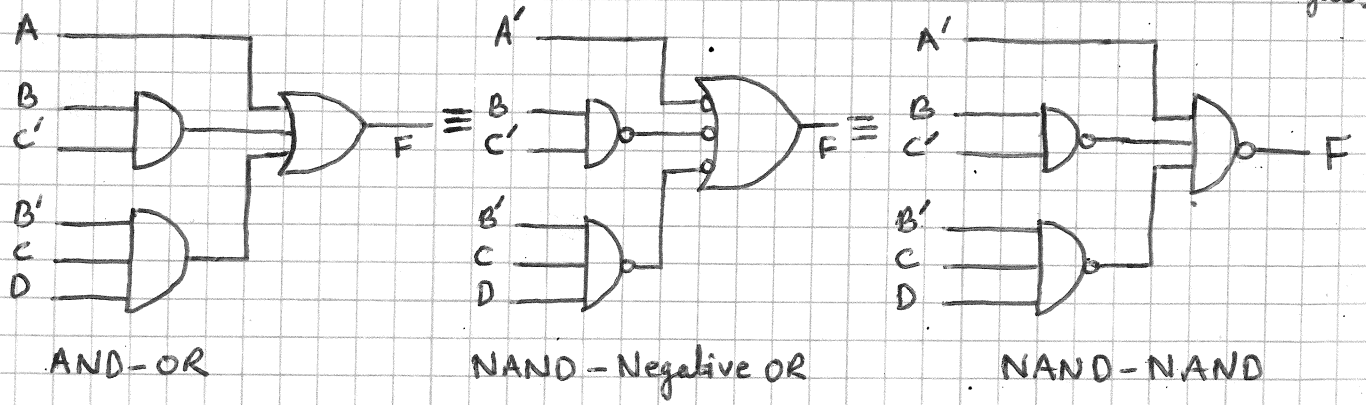 A
B
C'
B'
C
D
F
AND-OR
≡
A'
B
C'
B'
C
D
F
NAND-Negative OR
≡
A'
B
C'
B'
C
D
F
NAND-NAND